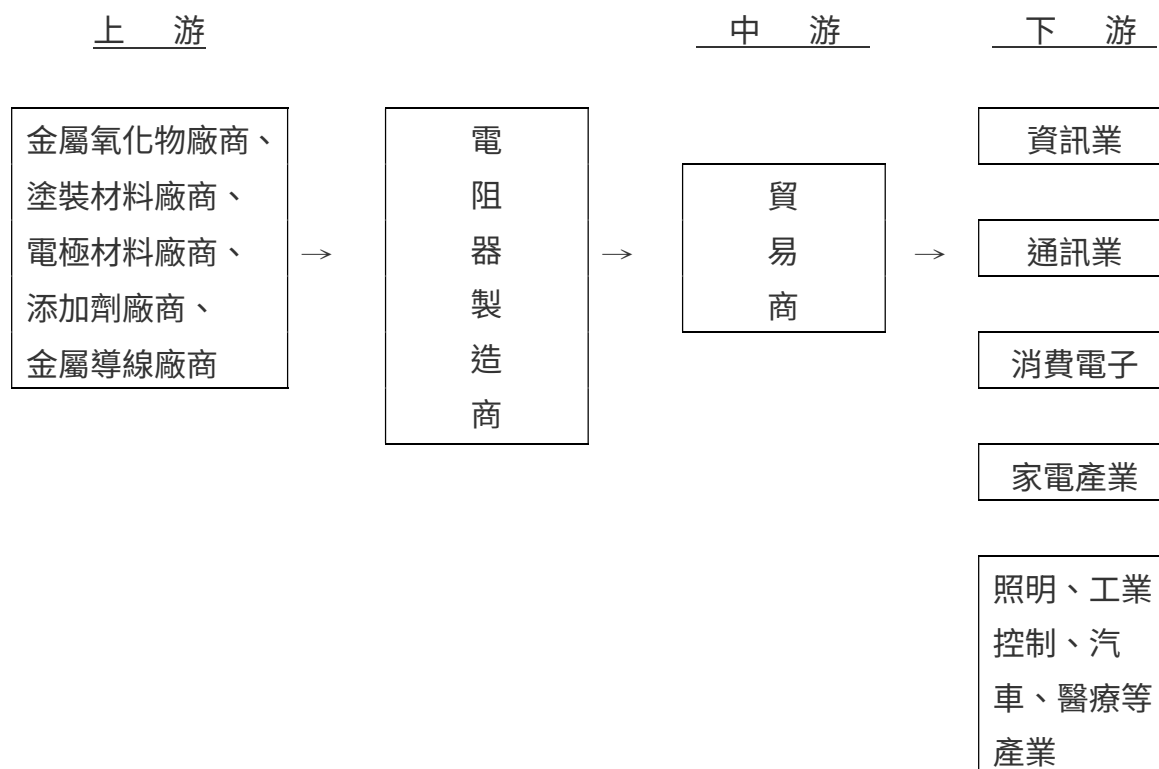 上 游
中 游
下 游
金屬氧化物廠商、
塗裝材料廠商、
電極材料廠商、
添加劑廠商、
金屬導線廠商
→
電
阻
器
製
造
商
→
貿
易
商
→
資訊業
通訊業
消費電子
家電產業
照明、工業
控制、汽
車、醫療等
產業